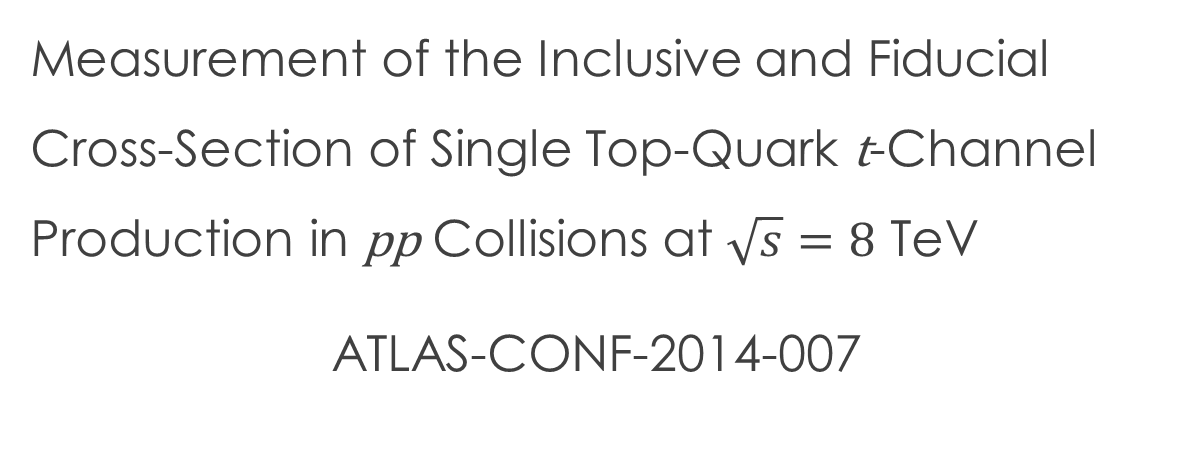 Measurement of the Inclusive and Fiducial
Cross-Section of Single Top-Quark t-Channel
Production in pp Collisions at √s = 8 TeV
ATLAS-CONF-2014-007